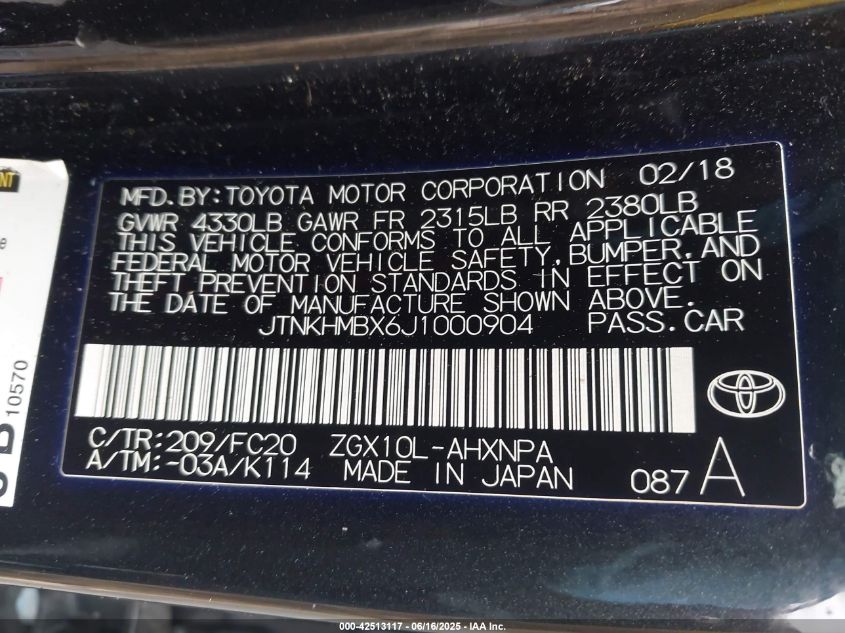 MFD.BY:TOYOTA MOTOR CORPORATION 02/18
GVWR 4330LB GAWR FR 2315LB RR 2380LB
THIS VEHICLE CONFORMS TO ALL APPLICABLE
FEDERAL MOTOR VEHICLE SAFETY,BUMPER,AND
THEFT PREVENTION STANDARDS IN EFFECT ON
THE DATE OF MANUFACTURE SHOWN ABOVE.
JTNKHMBX6J1000904 PASS.CAR
C/TR:209/FC20 ZGX10L-AHXNPA
A/TM:-03A/K114 MADE IN JAPAN 087 A
10570
000-42513117 - 06/16/2025 - IAA Inc.